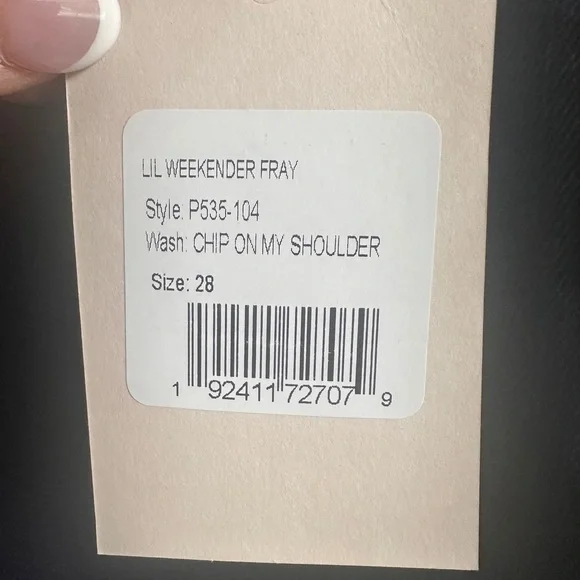 LIL WEEKENDER FRAY
Style: P535-104
Wash: CHIP ON MY SHOULDER
Size: 28
1 92411 72707 9